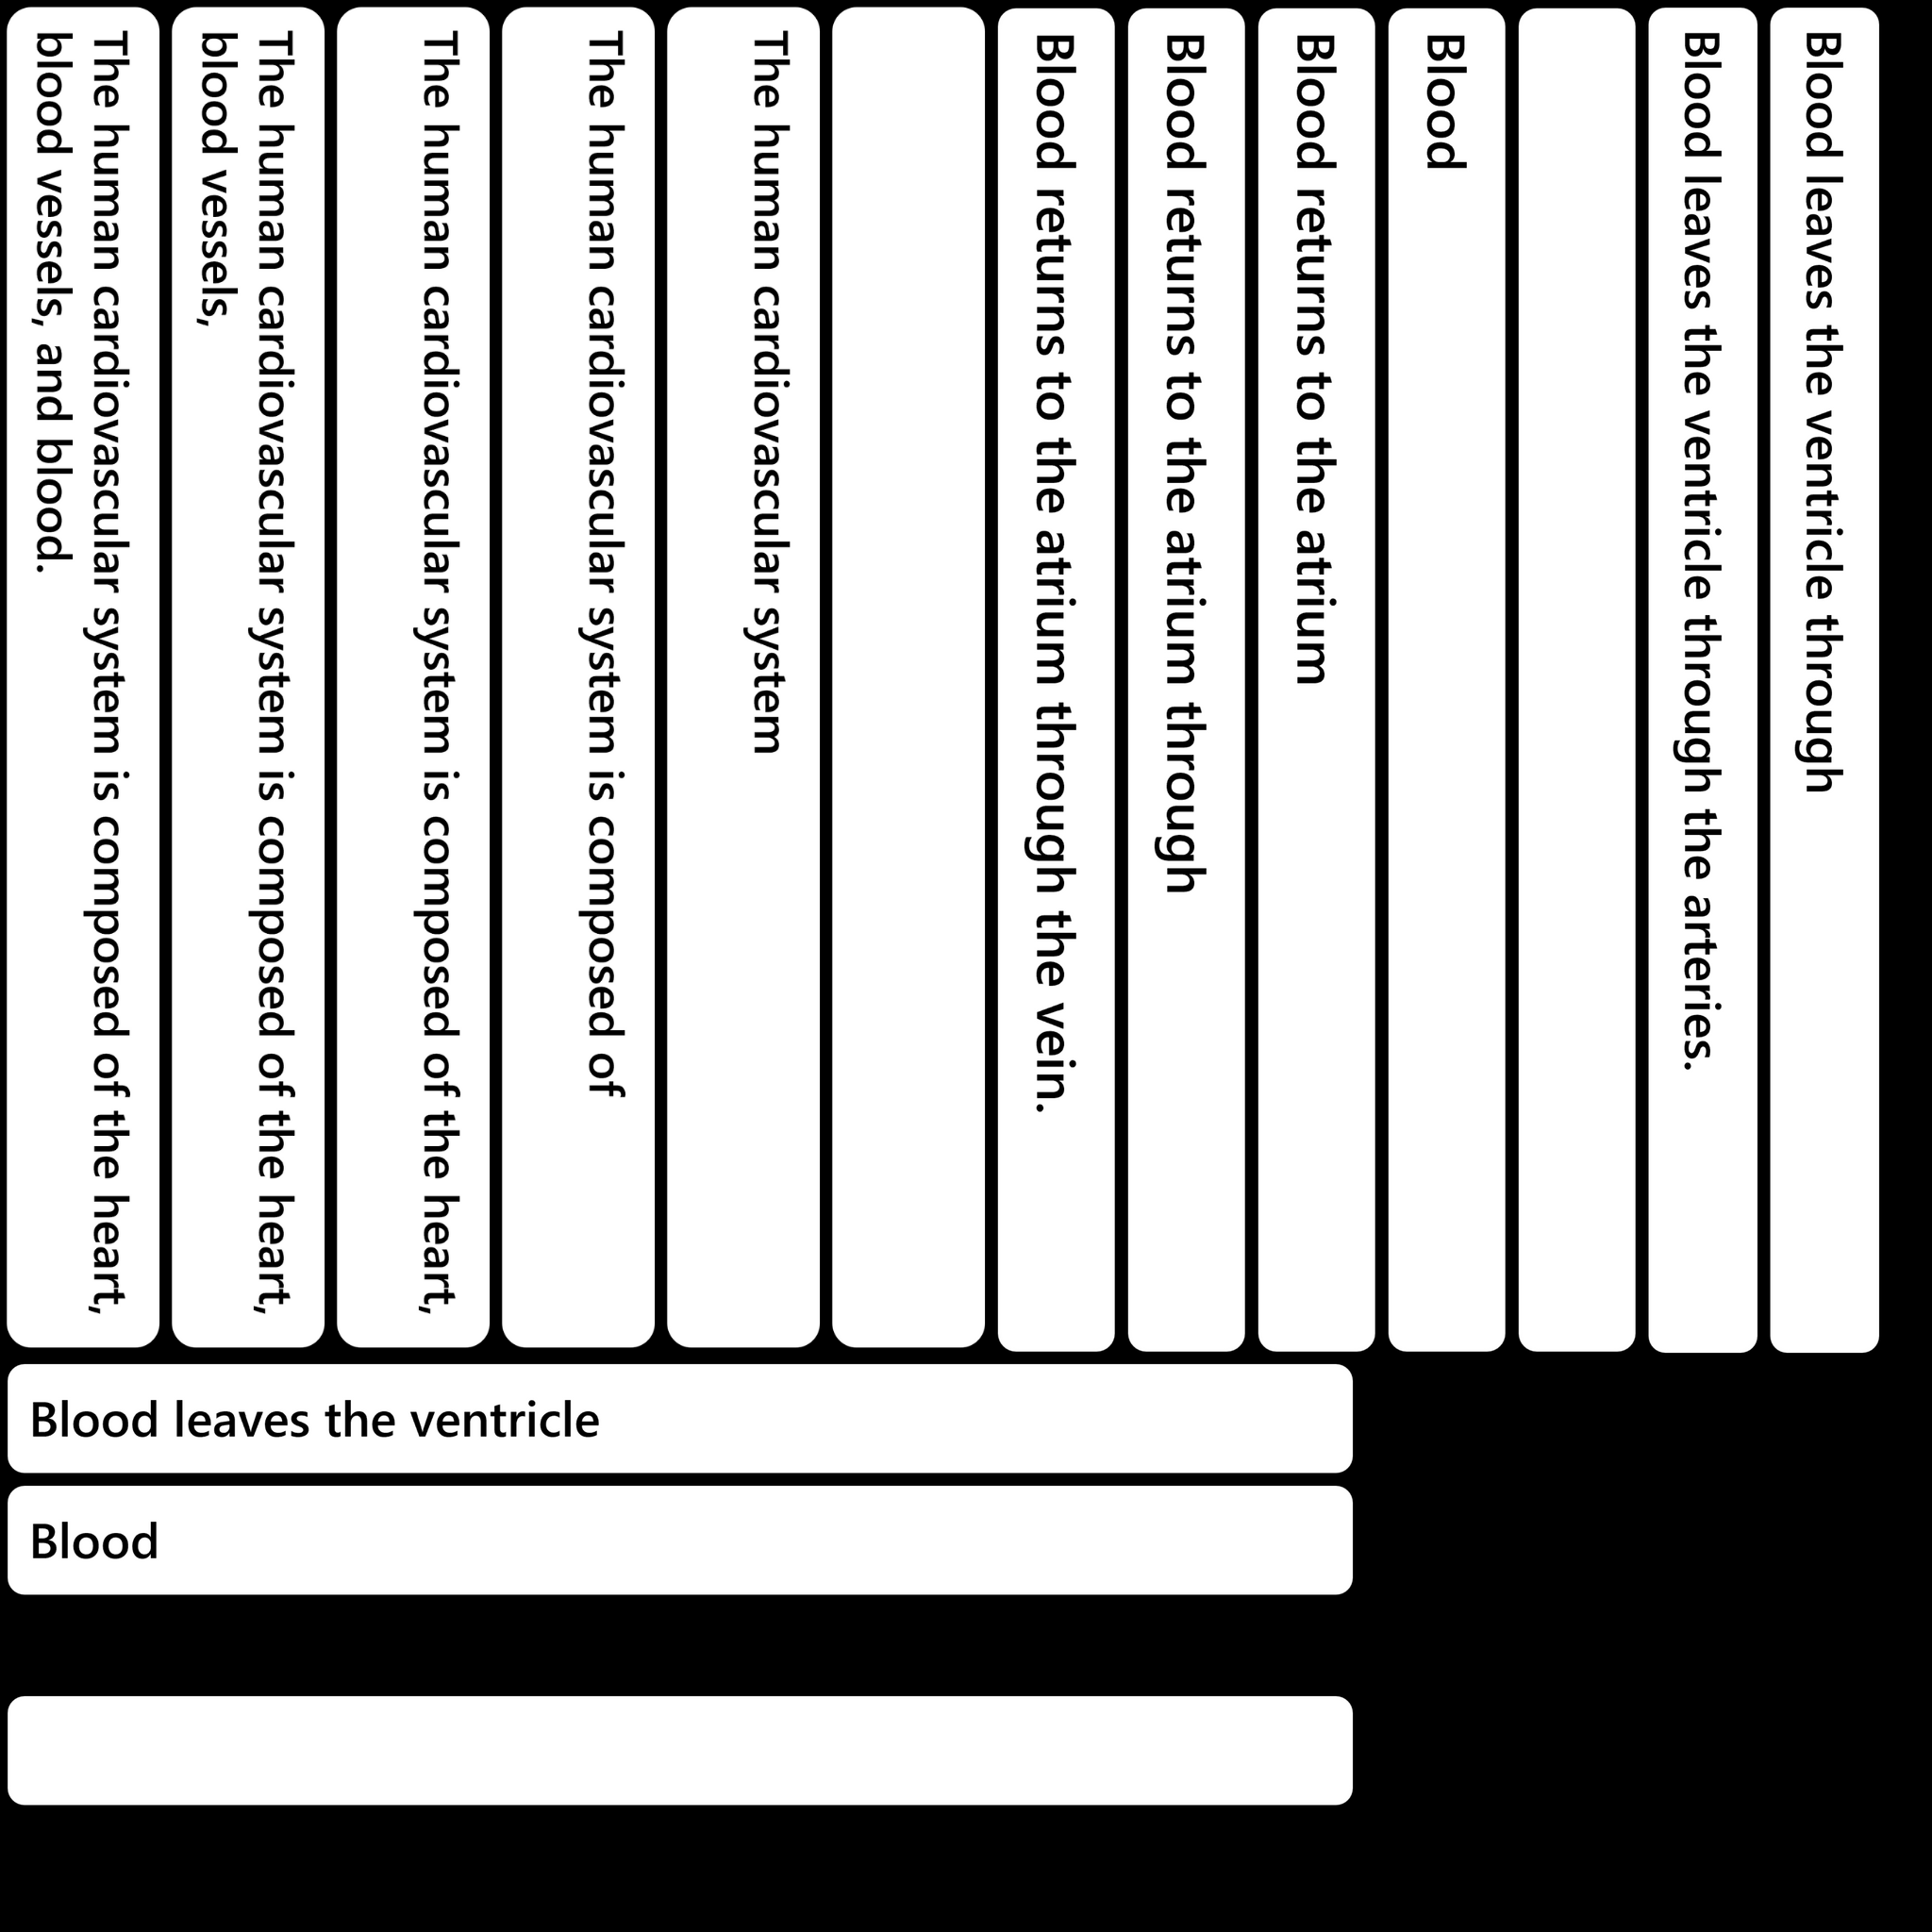 The human cardiovascular system is composed of the heart,
blood vessels, and blood.
The human cardiovascular system is composed of the heart,
blood vessels,
The human cardiovascular system is composed of the heart,
The human cardiovascular system is composed of
The human cardiovascular system
Blood returns to the atrium through the vein.
Blood returns to the atrium through
Blood returns to the atrium
Blood
Blood leaves the ventricle through the arteries.
Blood leaves the ventricle through
Blood leaves the ventricle
Blood